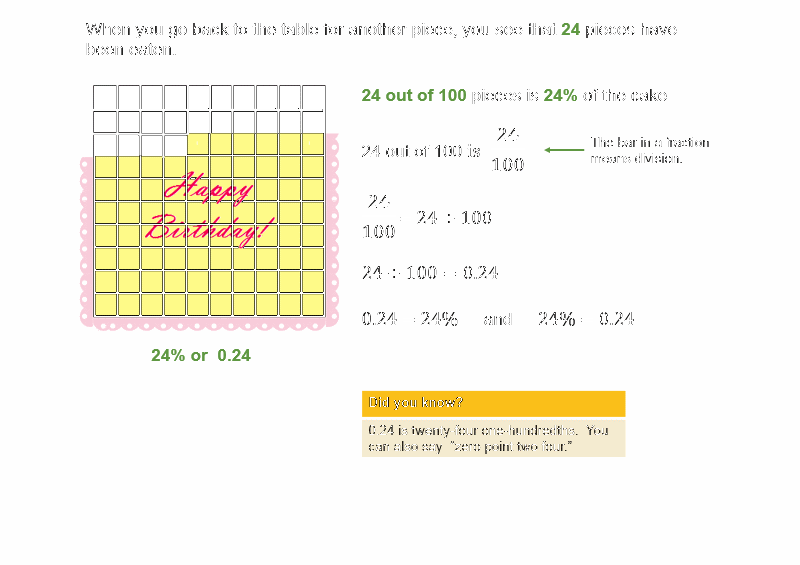 When you go back to the table for another piece, you see that 24 pieces have
been eaten.
24 out of 100 pieces is 24% of the cake
24 out of 100 is 24
100
The bar in a fraction
means division.
24
100 = 24 ÷ 100
24 ÷ 100 = 0.24
0.24 = 24% and 24% = 0.24
Happy
Birthday!
24% or 0.24
Did you know?
0.24 is twenty four one-hundredths. You
can also say "zero point two four."